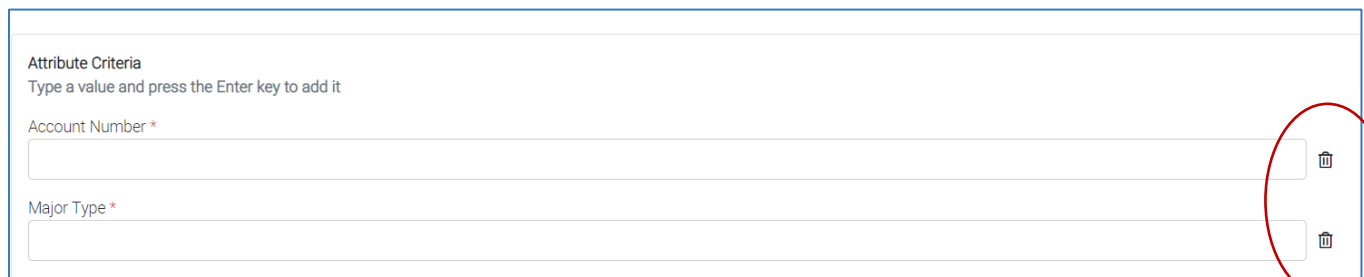 Attribute Criteria
Type a value and press the Enter key to add it
Account Number *
Major Type *